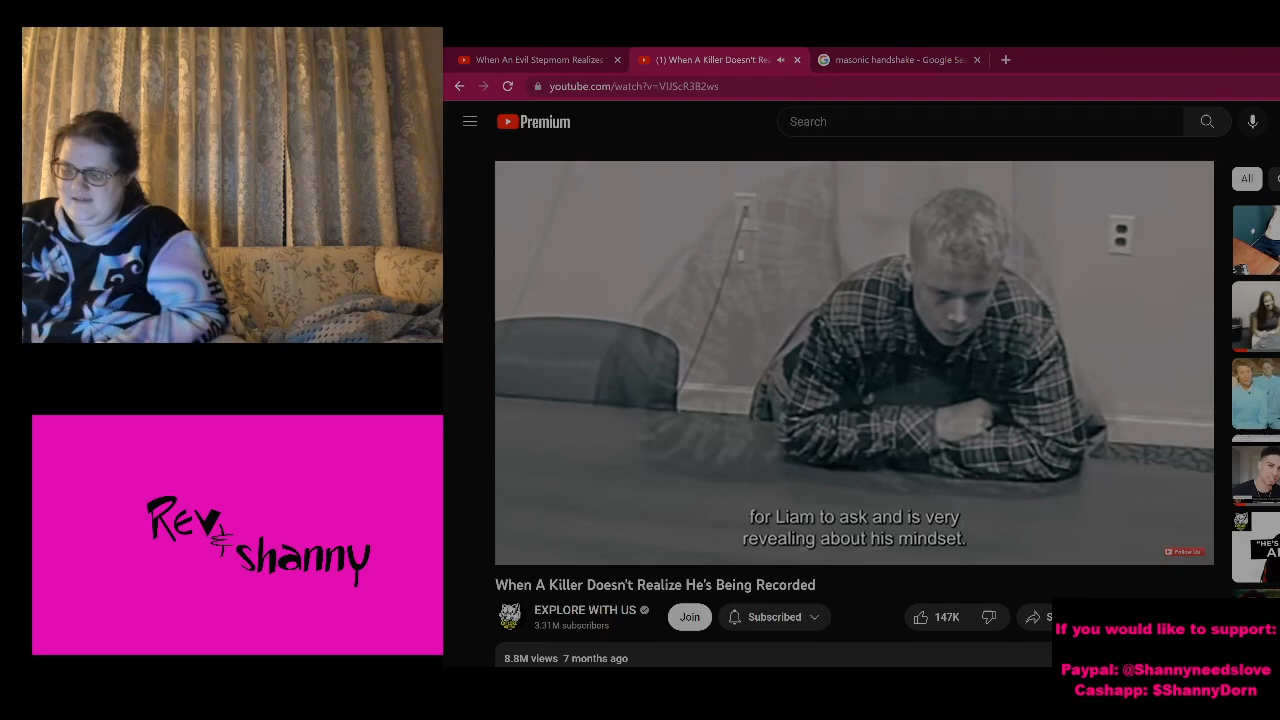 When An Evil Stepmom Realizes
(1) When A Killer Doesn't Re
masonic handshake - Google Se
youtube.com/watch?v=VlJScR3B2ws
Premium
Search
All
for Liam to ask and is very
revealing about his mindset.
Follow Us
When A Killer Doesn't Realize He's Being Recorded
EXPLORE WITH US
3.31M subscribers
Join
Subscribed
147K
S
8.8M views 7 months ago
Rev
&
shanny
If you would like to support:
Paypal: @Shannyneedslove
Cashapp: $ShannyDorn